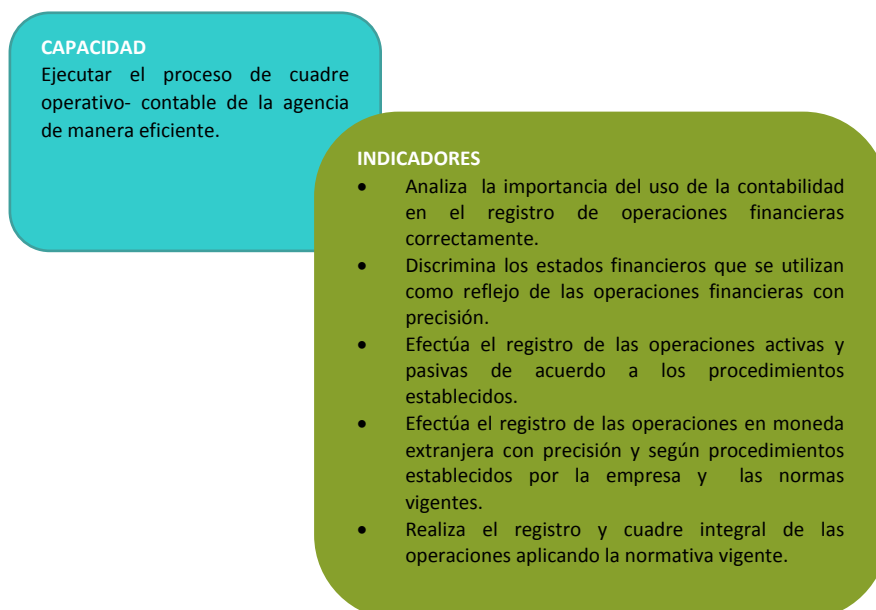 CAPACIDAD
Ejecutar el proceso de cuadre
operativo- contable de la agencia
de manera eficiente.
INDICADORES
• Analiza la importancia del uso de la contabilidad
en el registro de operaciones financieras
correctamente.
• Discrimina los estados financieros que se utilizan
como reflejo de las operaciones financieras con
precisión.
• Efectúa el registro de las operaciones activas y
pasivas de acuerdo a los procedimientos
establecidos.
• Efectúa el registro de las operaciones en moneda
extranjera con precisión y según procedimientos
establecidos por la empresa y las normas
vigentes.
• Realiza el registro y cuadre integral de las
operaciones aplicando la normativa vigente.